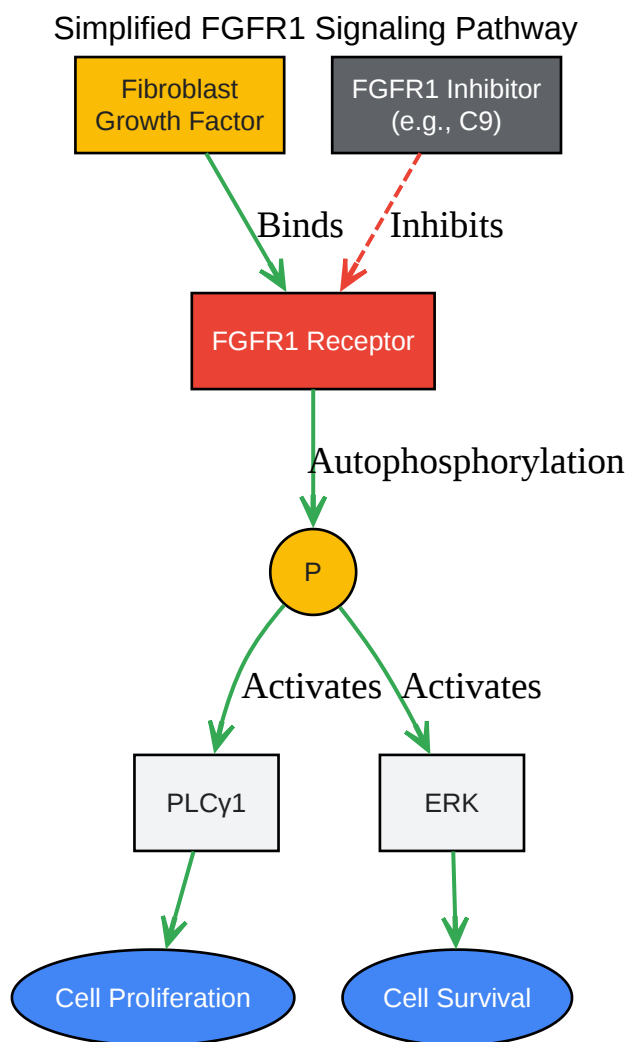 Simplified FGFR1 Signaling Pathway
Fibroblast
Growth Factor
FGFR1 Inhibitor
(e.g., C9)
Binds
Inhibits
FGFR1 Receptor
Autophosphorylation
P
Activates
Activates
PLCγ1
ERK
Cell Proliferation
Cell Survival